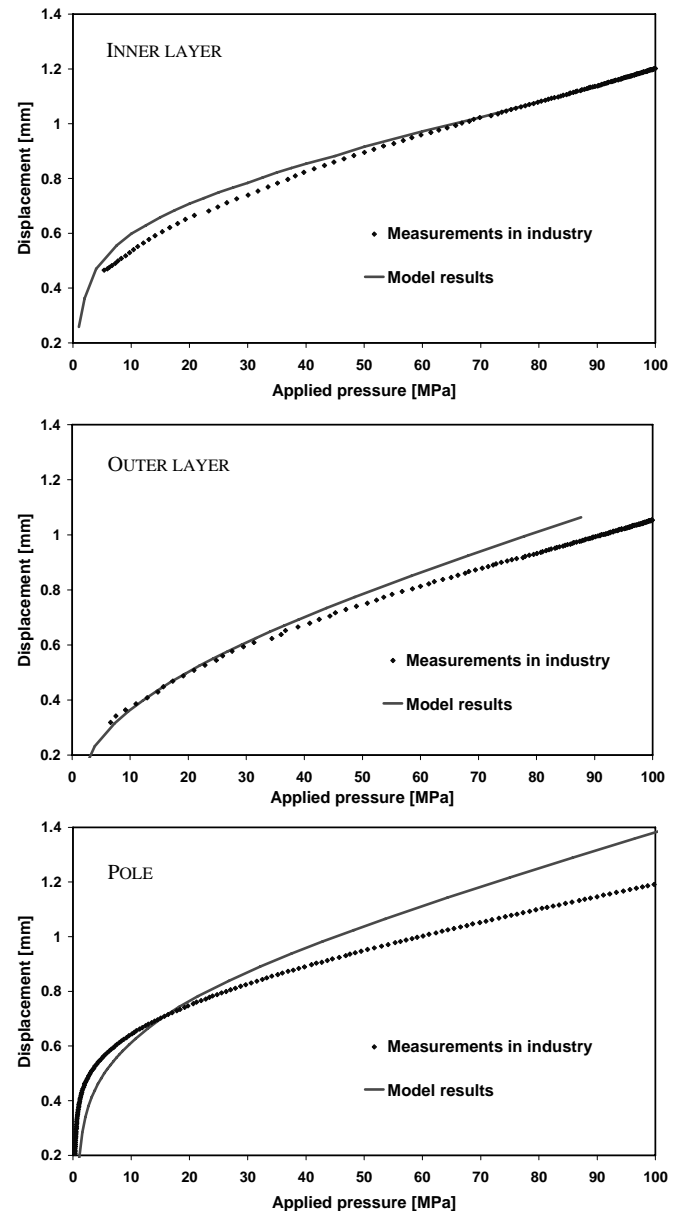 INNER LAYER
Displacement [mm]
1.4
1.2
1
0.8
0.6
0.4
0.2
Measurements in industry
Model results
0 10 20 30 40 50 60 70 80 90 100
Applied pressure [MPa]
OUTER LAYER
Displacement [mm]
1.4
1.2
1
0.8
0.6
0.4
0.2
Measurements in industry
Model results
0 10 20 30 40 50 60 70 80 90 100
Applied pressure [MPa]
POLE
Displacement [mm]
1.4
1.2
1
0.8
0.6
0.4
0.2
Measurements in industry
Model results
0 10 20 30 40 50 60 70 80 90 100
Applied pressure [MPa]